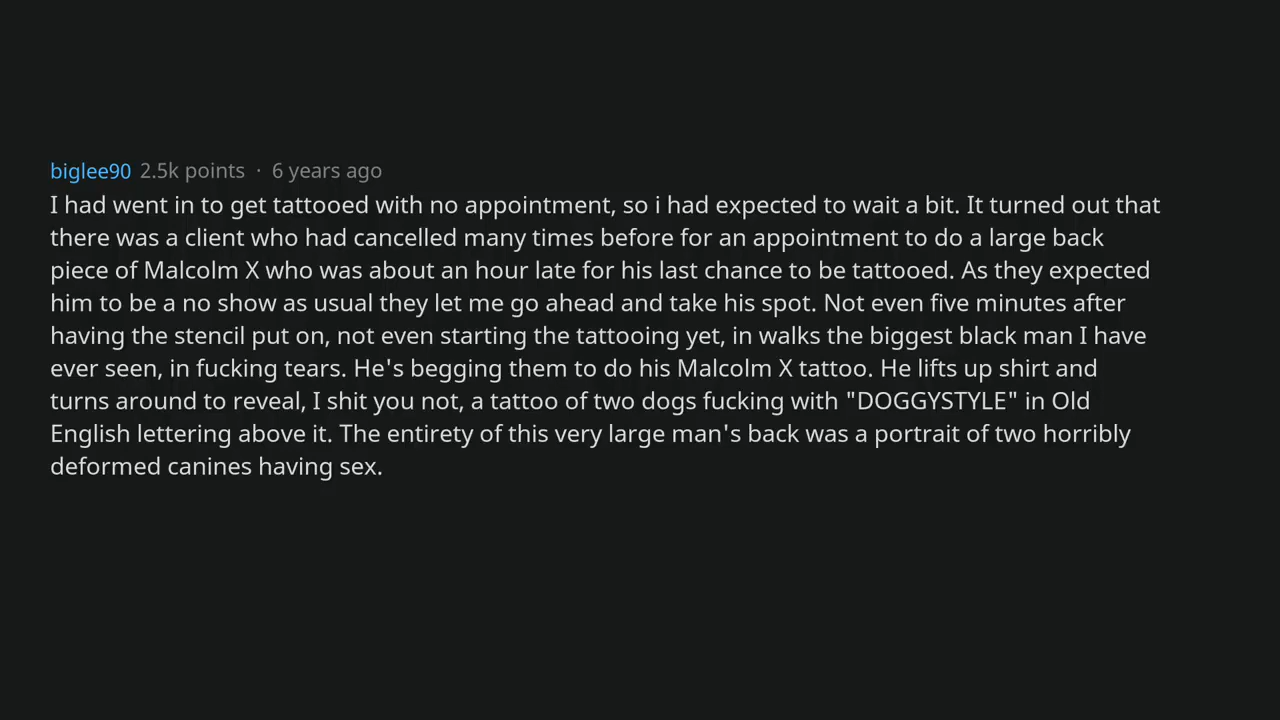 biglee90 2.5k points · 6 years ago
I had went in to get tattooed with no appointment, so i had expected to wait a bit. It turned out that
there was a client who had cancelled many times before for an appointment to do a large back
piece of Malcolm X who was about an hour late for his last chance to be tattooed. As they expected
him to be a no show as usual they let me go ahead and take his spot. Not even five minutes after
having the stencil put on, not even starting the tattooing yet, in walks the biggest black man I have
ever seen, in fucking tears. He's begging them to do his Malcolm X tattoo. He lifts up shirt and
turns around to reveal, I shit you not, a tattoo of two dogs fucking with "DOGGYSTYLE" in Old
English lettering above it. The entirety of this very large man's back was a portrait of two horribly
deformed canines having sex.